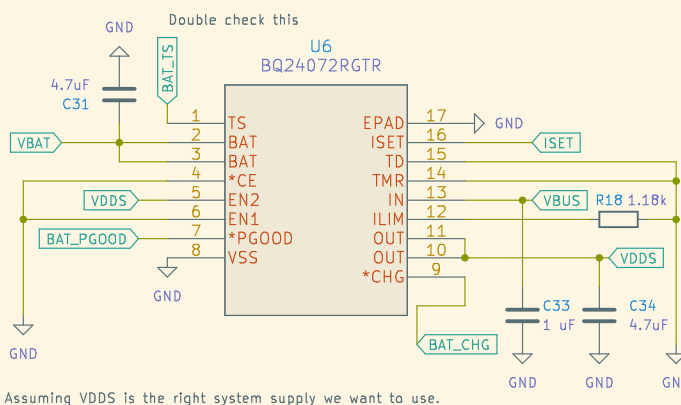 Double check this
GND
U6
BQ24072RGTR
BAT_TS
4.7uF
C31
1
TS
EPAD
17
GND
VBAT
2
BAT
ISET
16
ISET
3
BAT
TD
15
4
*CE
TMR
14
VDDS
5
EN2
IN
13
VBUS
R18 1.18k
6
EN1
ILIM
12
BAT_PGOOD
7
*PGOOD
OUT
11
8
VSS
OUT
10
VDDS
*CHG
9
GND
C33
1 uF
C34
4.7uF
GND
BAT_CHG
GND
GND
GN
Assuming VDDS is the right system supply we want to use.